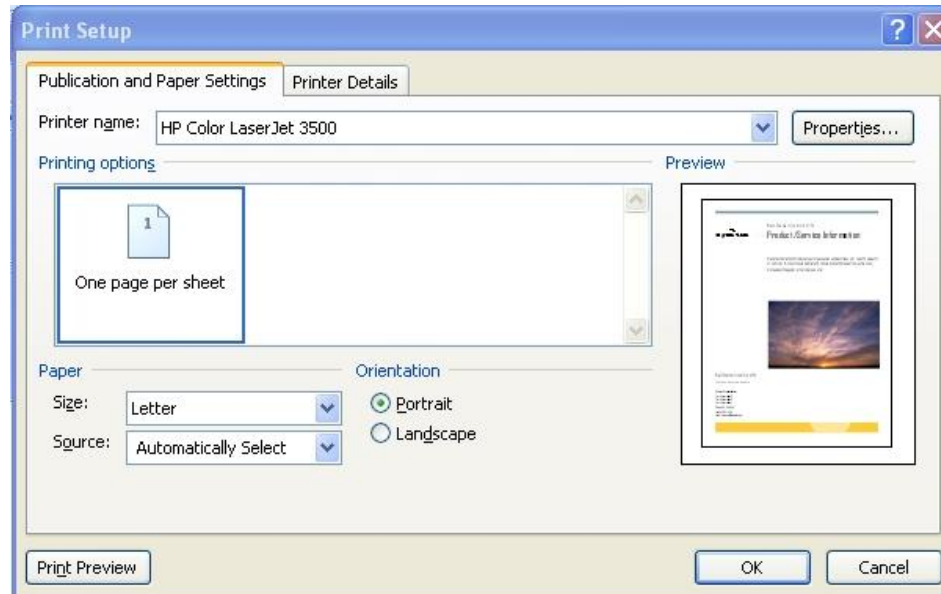 Print Setup
Publication and Paper Settings
Printer Details
Printer name:
HP Color LaserJet 3500
Properties...
Printing options
Preview
1
One page per sheet
Product/Service Information
Paper
Orientation
Size:
Letter
Portrait
Source:
Automatically Select
Landscape
Print Preview
OK
Cancel